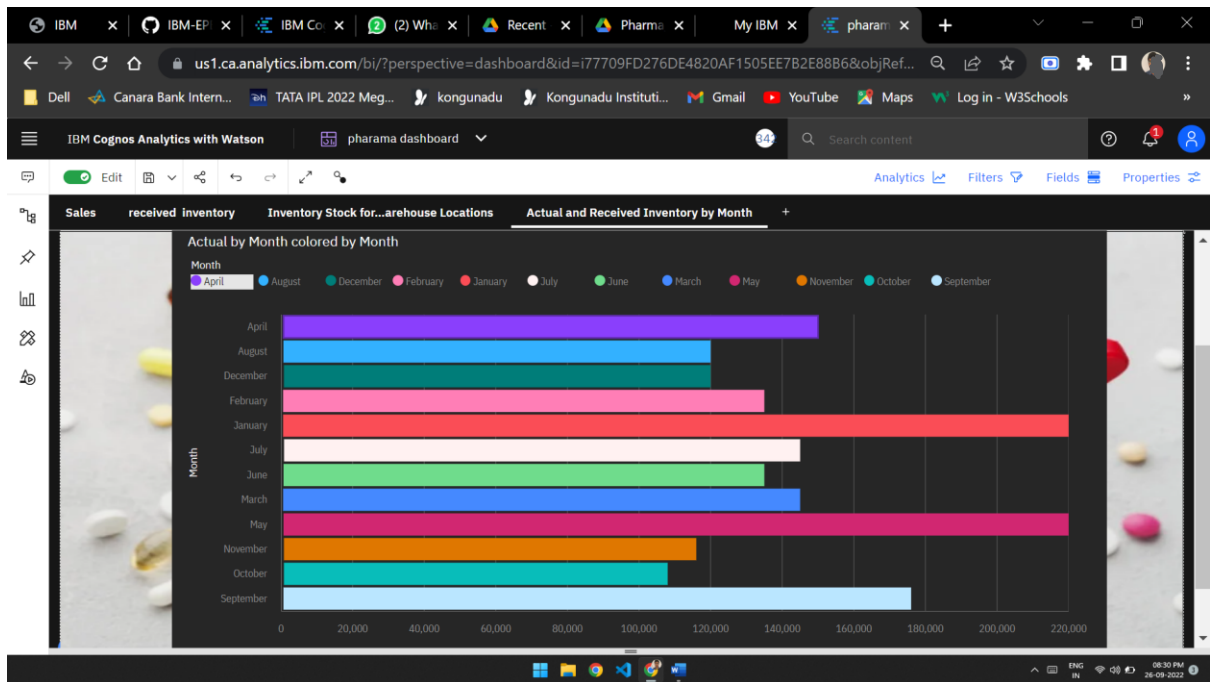 IBM IBM-EP IBM Co (2) Wha Recent Pharma My IBM pharam
us1.ca.analytics.ibm.com/bi/?perspective=dashboard&id=i77709FD276DE4820AF1505EE7B2E88B6&objRef...
Dell Canara Bank Intern... TATA IPL 2022 Meg... kongunadu Kongunadu Instituti... Gmail YouTube Maps Log in - W3Schools »
IBM Cognos Analytics with Watson pharama dashboard Search content 1
Edit Analytics Filters Fields Properties
Sales received inventory Inventory Stock for...arehouse Locations Actual and Received Inventory by Month +
Actual by Month colored by Month
Month
April August December February January July June March May November October September
April
August
December
February
January
July
Month
June
March
May
November
October
September
0 20,000 40,000 60,000 80,000 100,000 120,000 140,000 160,000 180,000 200,000 220,000
ENG
IN
08:30 PM
26-09-2022